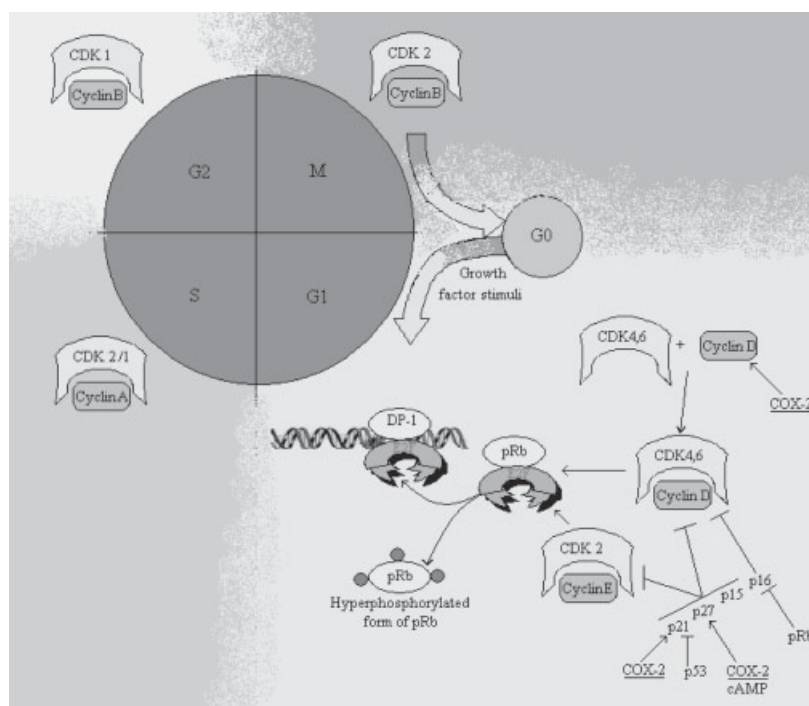 CDK 1
CyclinB
CDK 2
CyclinB
G2
M
G0
Growth
factor stimuli
S
G1
CDK 2/1
CyclinA
CDK4,6
+
Cyclin D
COX-2
DP-1
pRb
CDK4,6
Cyclin D
CDK 2
CyclinE
pRb
Hyperphosphorylated
form of pRb
p16
p15
p27
p21
pRb
COX-2
p53
COX-2
cAMP